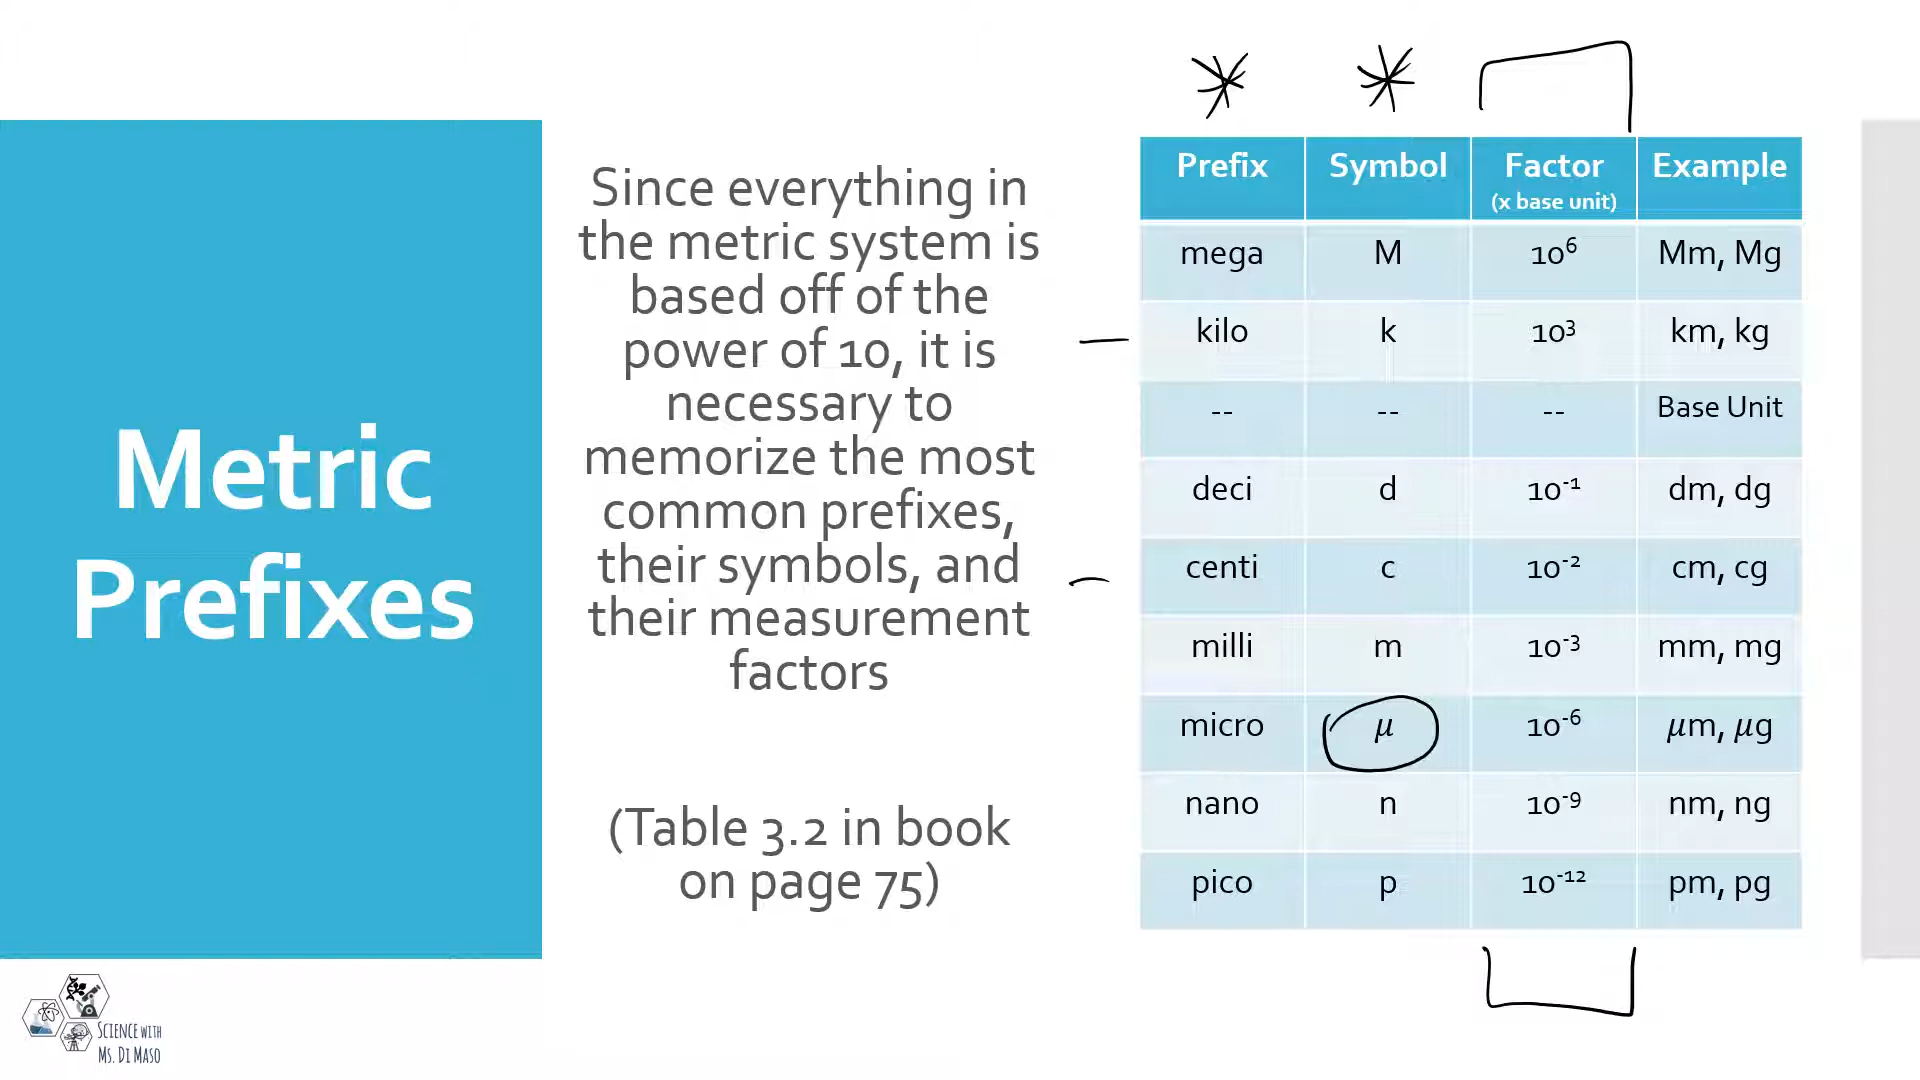 Metric
Prefixes
Since everything in
the metric system is
based off of the
power of 10, it is
necessary to
memorize the most
common prefixes,
their symbols, and
their measurement
factors
(Table 3.2 in book
on page 75)
Prefix Symbol Factor (x base unit) Example
mega M 10⁶ Mm, Mg
kilo k 10³ km, kg
-- -- -- Base Unit
deci d 10⁻¹ dm, dg
centi c 10⁻² cm, cg
milli m 10⁻³ mm, mg
micro μ 10⁻⁶ μm, μg
nano n 10⁻⁹ nm, ng
pico p 10⁻¹² pm, pg
SCIENCE WITH
MS. DI MASO